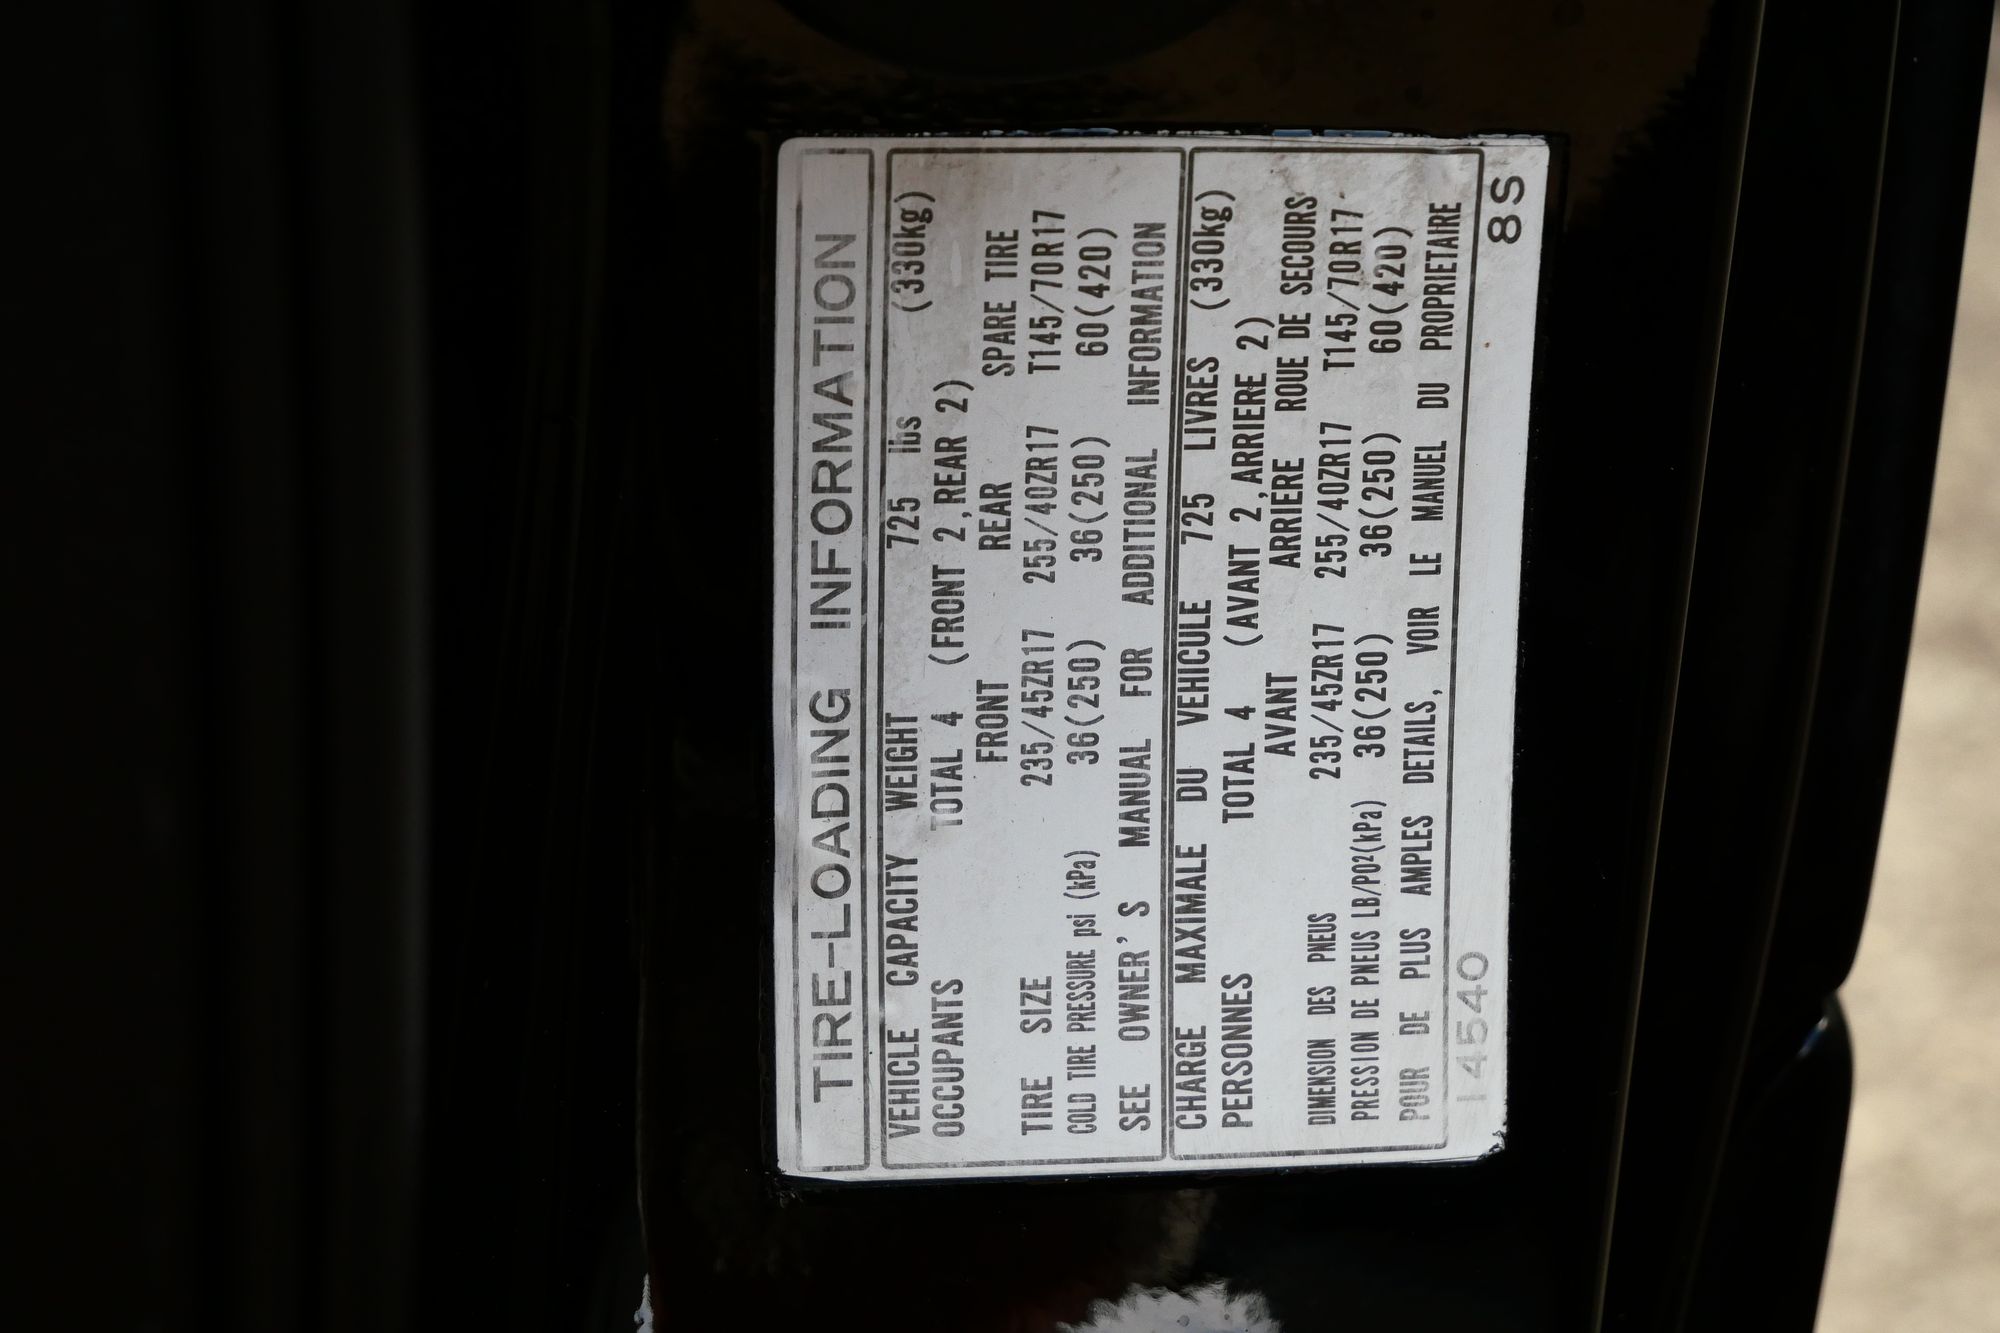 TIRE-LOADING INFORMATION
VEHICLE CAPACITY WEIGHT 725 lbs (330kg)
OCCUPANTS TOTAL 4 (FRONT 2,REAR 2)
FRONT REAR SPARE TIRE
TIRE SIZE 235/45ZR17 255/40ZR17 T145/70R17
COLD TIRE PRESSURE psi (kPa) 36(250) 36(250) 60(420)
SEE OWNER'S MANUAL FOR ADDITIONAL INFORMATION
CHARGE MAXIMALE DU VEHICULE 725 LIVRES (330kg)
PERSONNES TOTAL 4 (AVANT 2,ARRIERE 2)
AVANT ARRIERE ROUE DE SECOURS
DIMENSION DES PNEUS 235/45ZR17 255/40ZR17 T145/70R17
PRESSION DE PNEUS LB/PO²(kPa) 36(250) 36(250) 60(420)
POUR DE PLUS AMPLES DETAILS, VOIR LE MANUEL DU PROPRIETAIRE
14540 8S